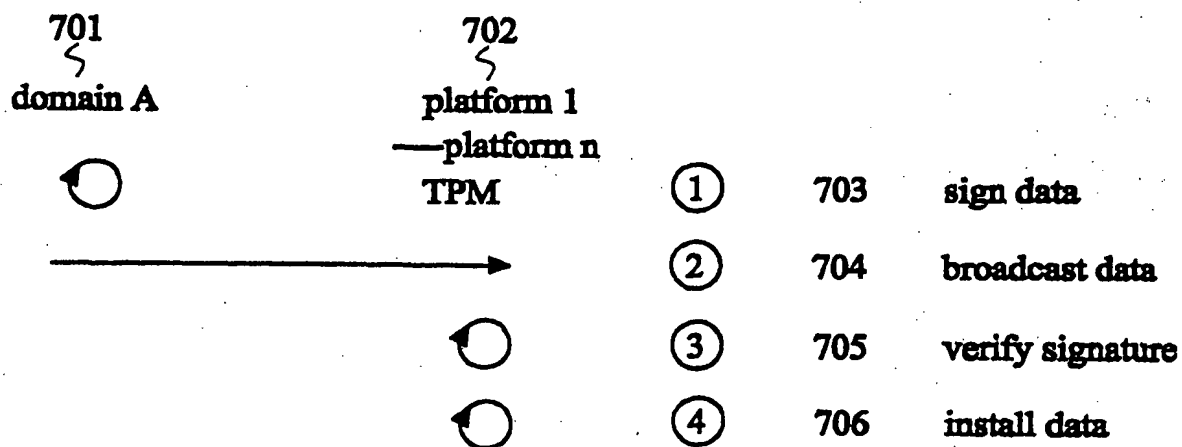 701 702
domain A platform 1
platform n
TPM ① 703 sign data
② 704 broadcast data
③ 705 verify signature
④ 706 install data